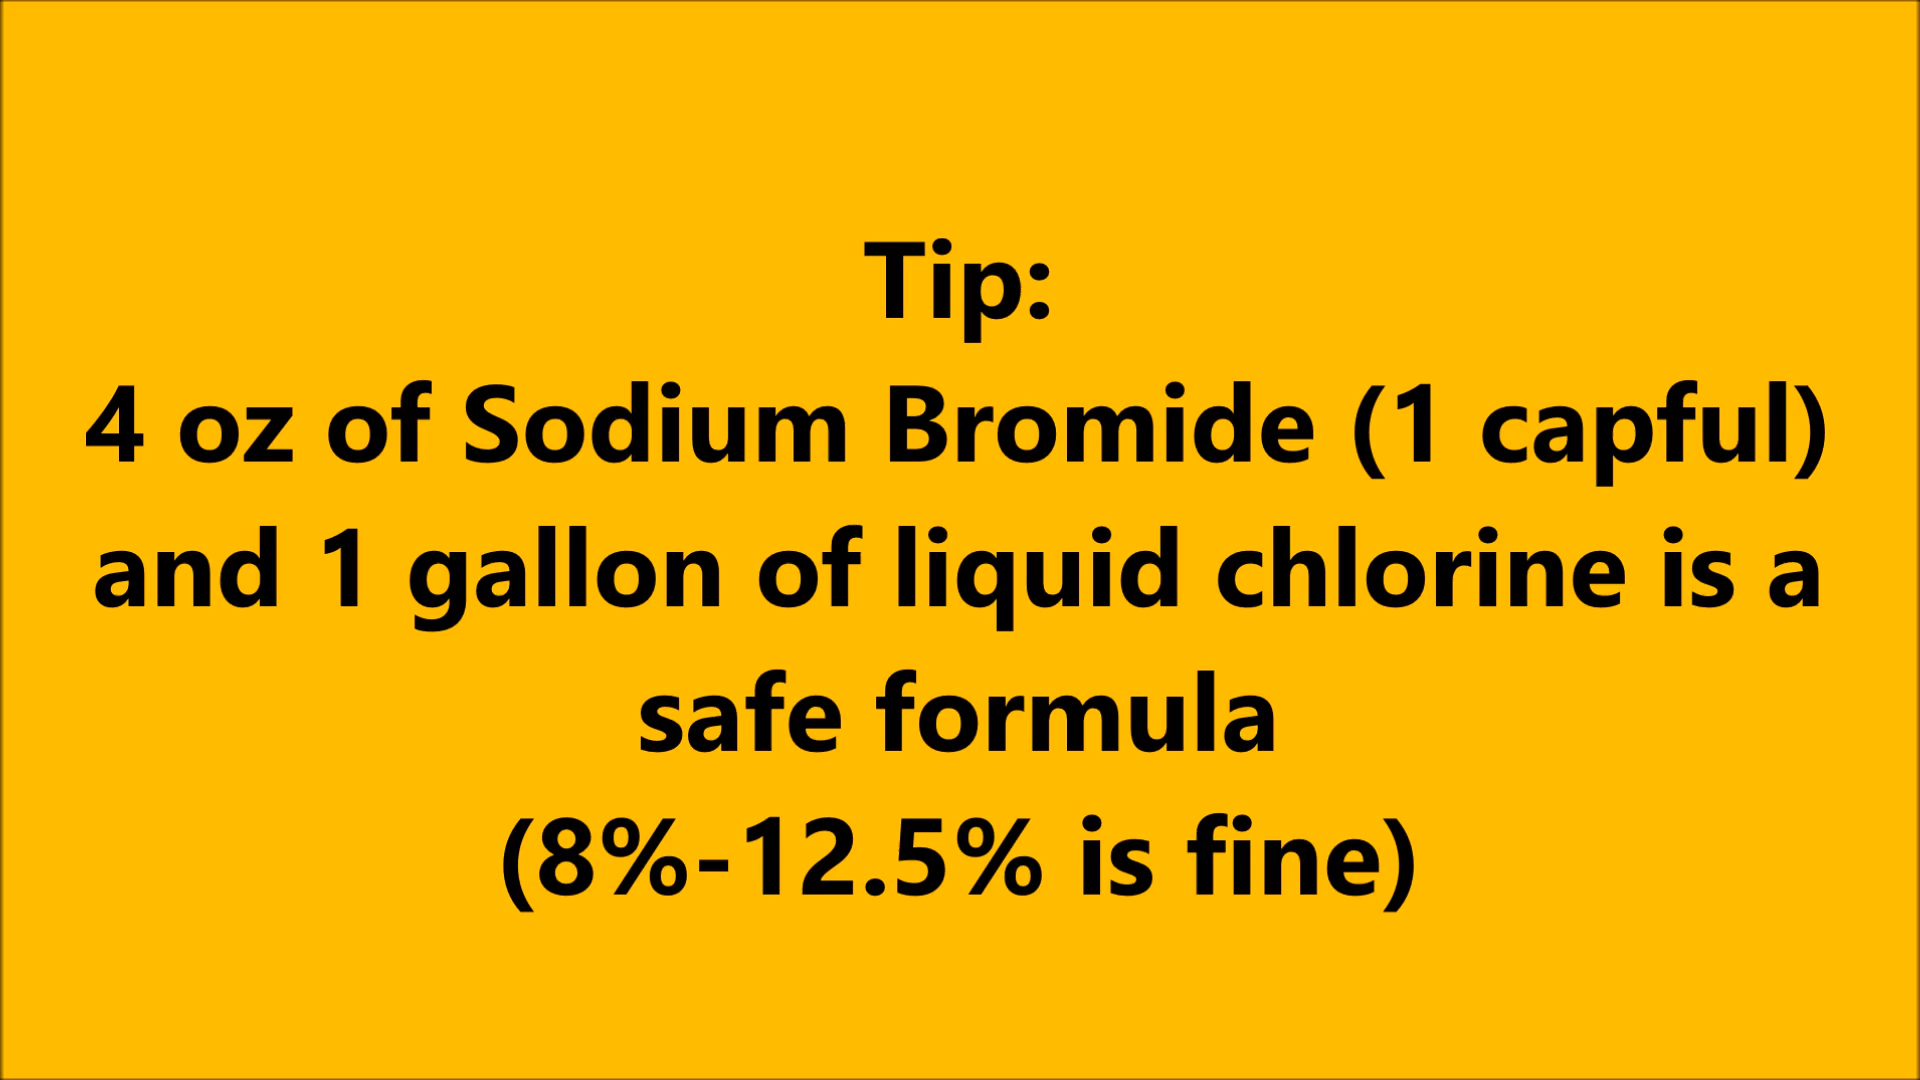 Tip:
4 oz of Sodium Bromide (1 capful)
and 1 gallon of liquid chlorine is a
safe formula
(8%-12.5% is fine)